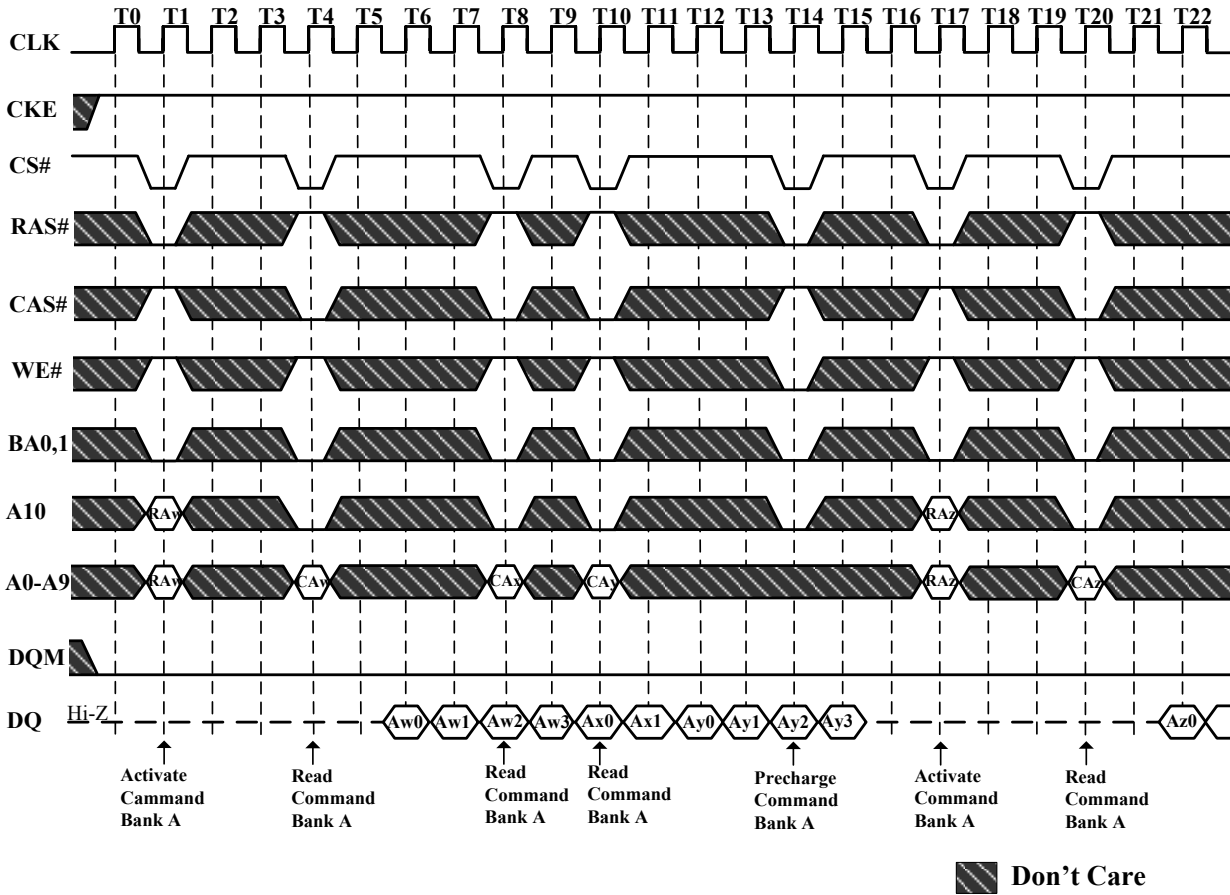 T0 T1 T2 T3 T4 T5 T6 T7 T8 T9 T10 T11 T12 T13 T14 T15 T16 T17 T18 T19 T20 T21 T22
CLK
CKE
CS#
RAS#
CAS#
WE#
BA0,1
A10 RAw RAz
A0-A9 RAw CAw CAx CAy RAz CAz
DQM
DQ Hi-Z Aw0 Aw1 Aw2 Aw3 Ax0 Ax1 Ay0 Ay1 Ay2 Ay3 Az0
Activate
Cammand
Bank A
Read
Command
Bank A
Read
Command
Bank A
Read
Command
Bank A
Precharge
Command
Bank A
Activate
Command
Bank A
Read
Command
Bank A
Don't Care